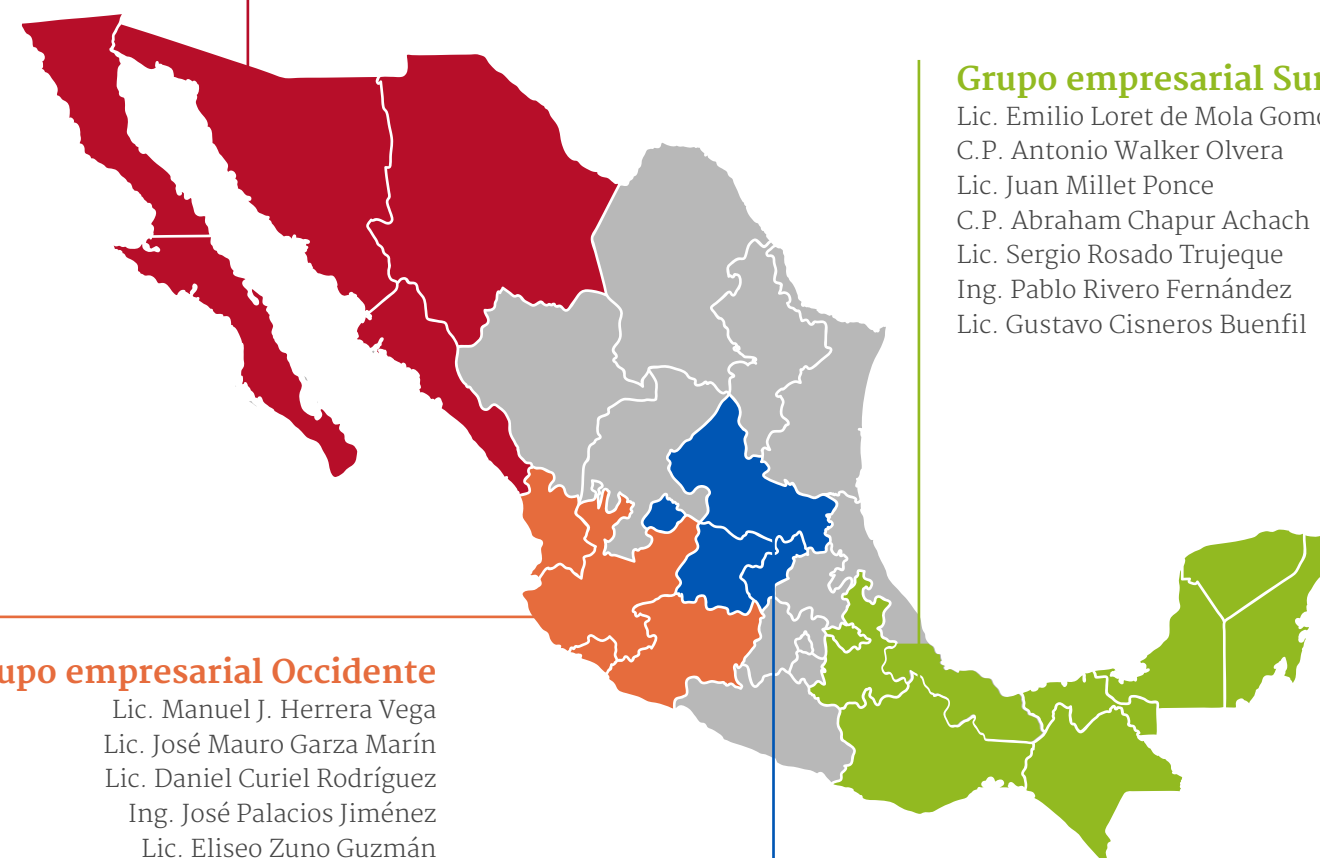 Grupo empresarial Sur
Lic. Emilio Loret de Mola
C.P. Antonio Walker Olvera
Lic. Juan Millet Ponce
C.P. Abraham Chapur Achach
Lic. Sergio Rosado Trujeque
Ing. Pablo Rivero Fernández
Lic. Gustavo Cisneros Buenfil
empresarial Occidente
Lic. Manuel J. Herrera Vega
Lic. José Mauro Garza Marín
Lic. Daniel Curiel Rodríguez
Ing. José Palacios Jiménez
Lic. Eliseo Zuno Guzmán